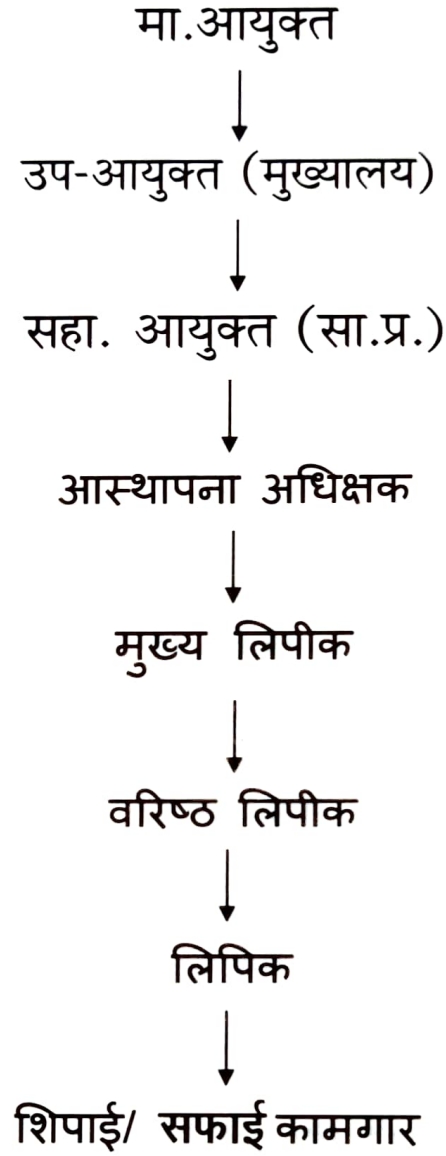 मा.आयुक्त
उप-आयुक्त (मुख्यालय)
सहा. आयुक्त (सा.प्र.)
आस्थापना अधिक्षक
मुख्य लिपीक
वरिष्ठ लिपीक
लिपिक
शिपाई/ सफाई कामगार